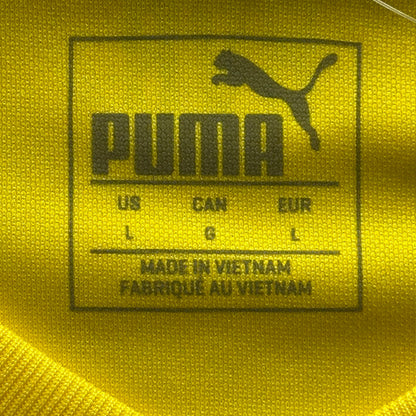 PUMA
US CAN EUR
L G L
MADE IN VIETNAM
FABRIQUÉ AU VIETNAM